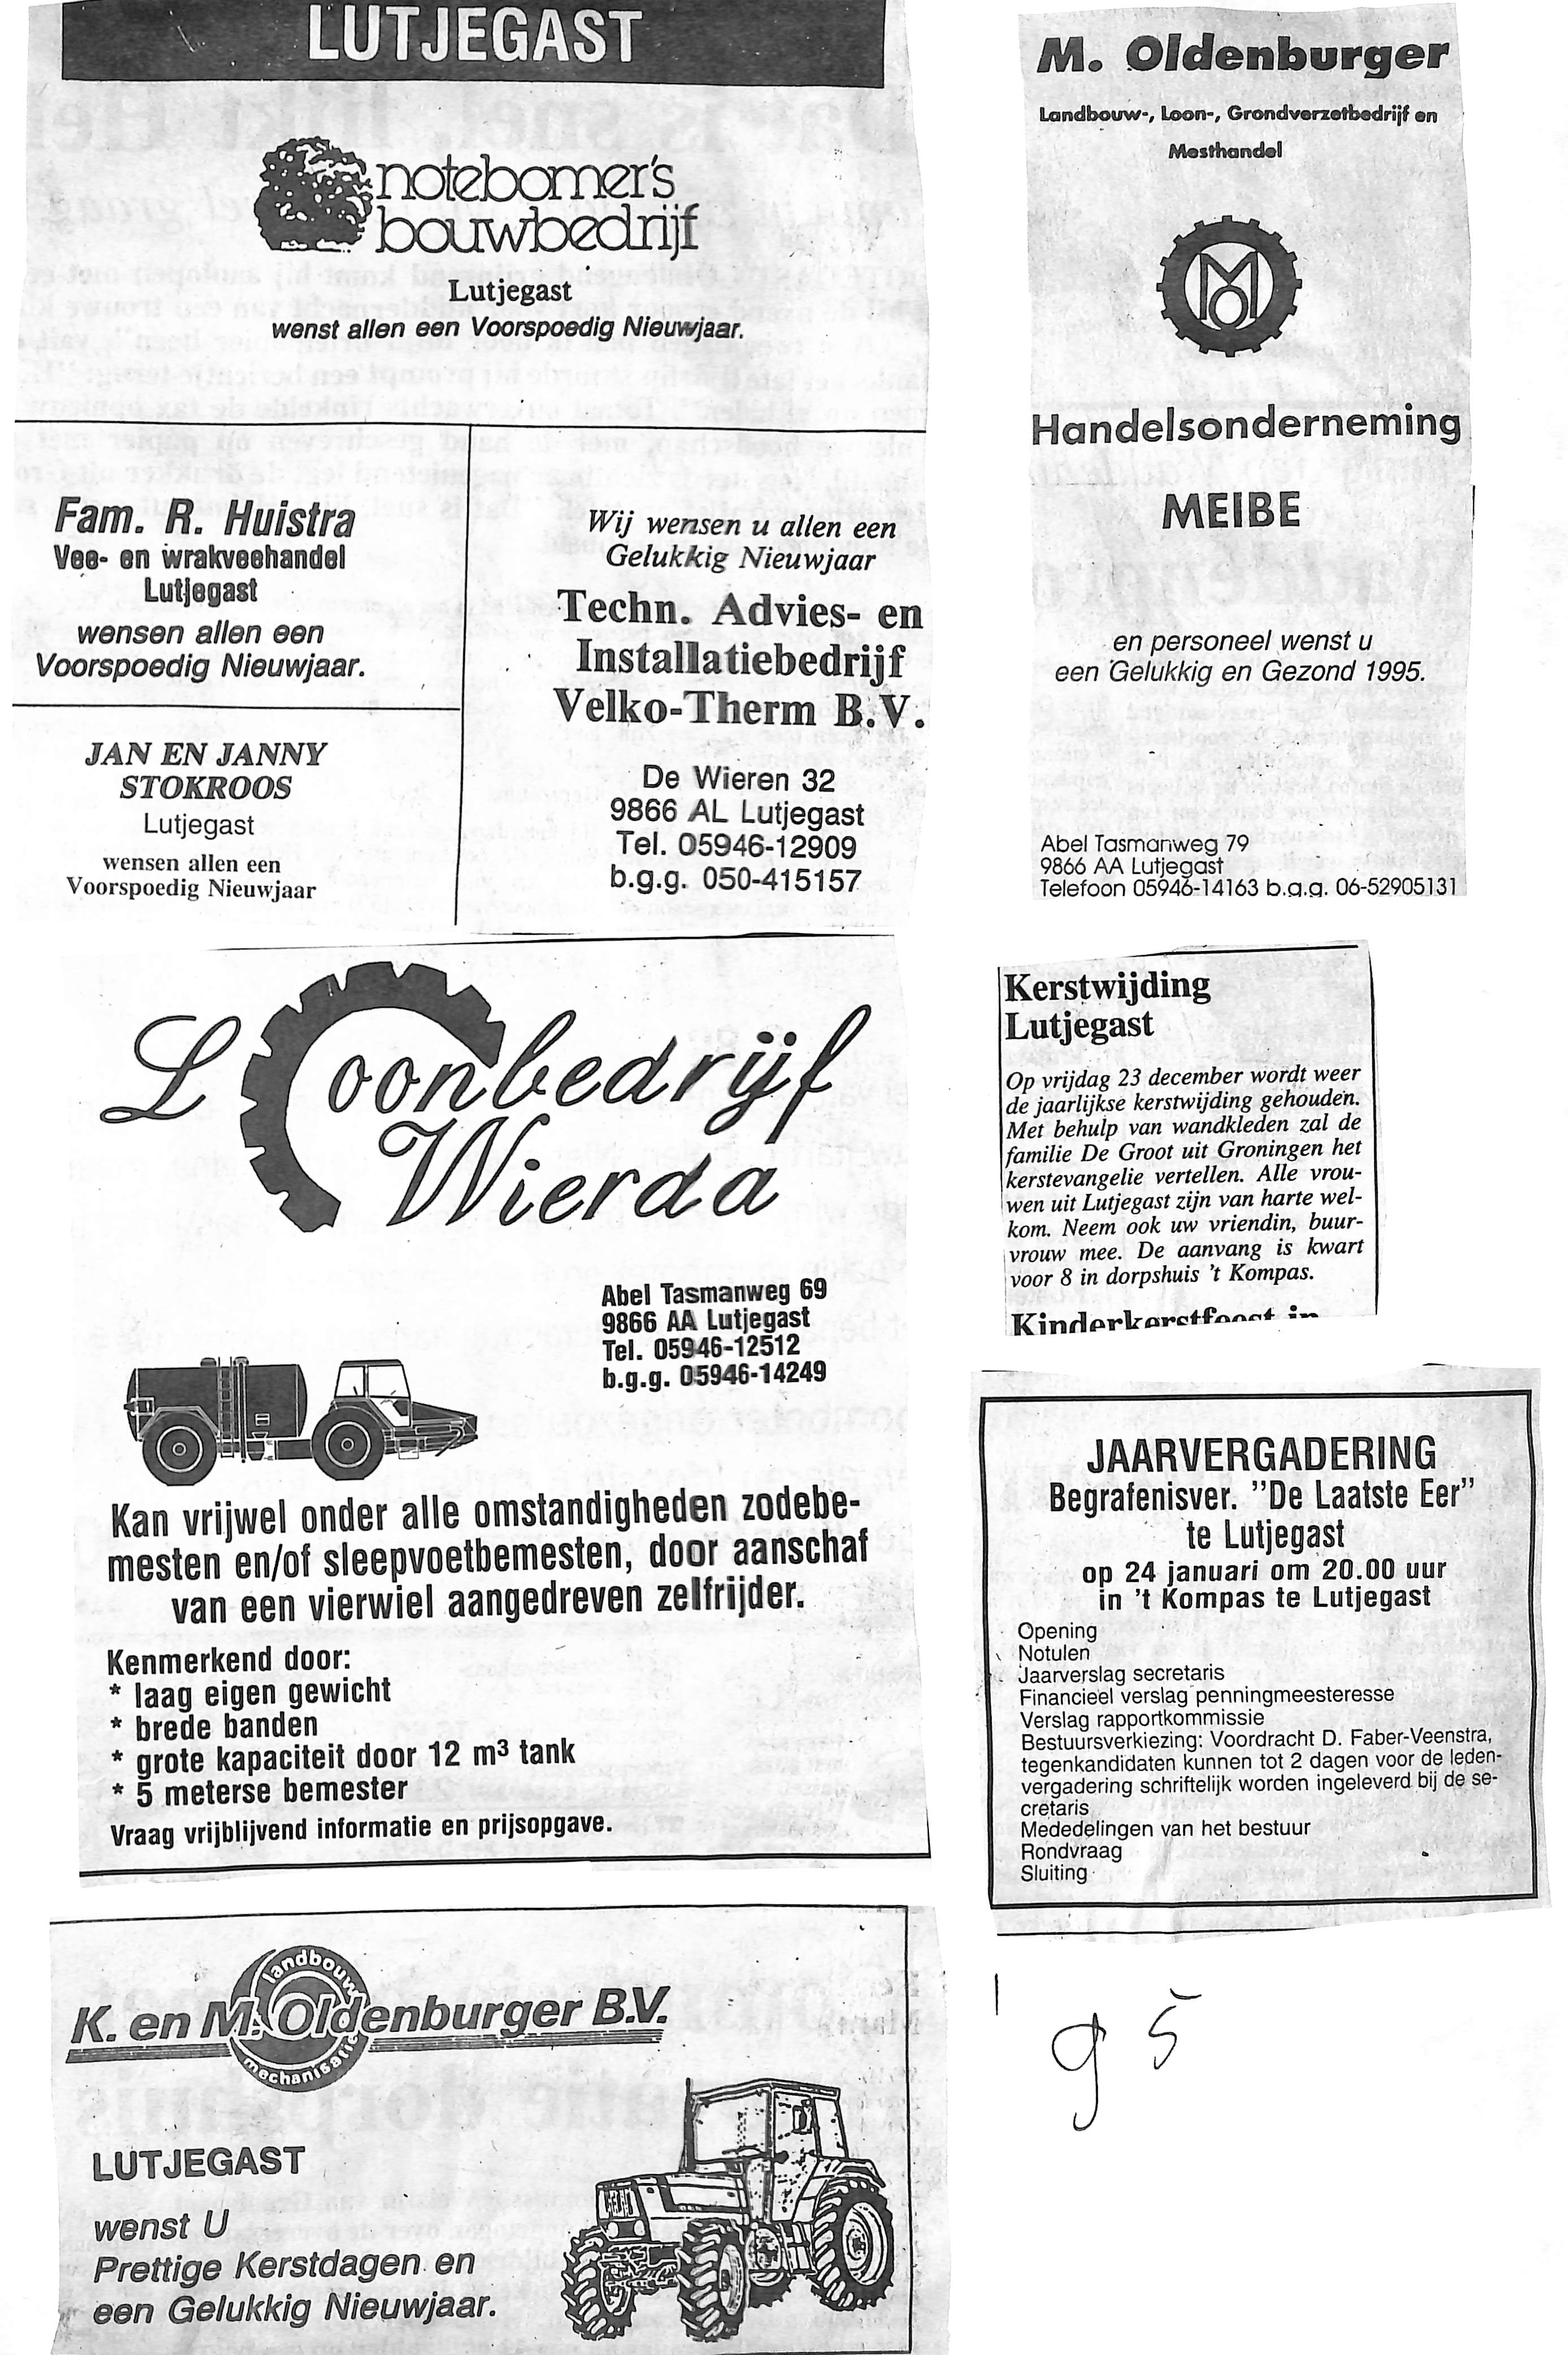 LUTJEGAST
notebomer's
bouwbedrijf
Lutjegast
wenst allen een Voorspoedig Nieuwjaar.
Fam. R. Huistra
Vee- en wrakveehandel
Lutjegast
wensen allen een
Voorspoedig Nieuwjaar.
JAN EN JANNY
STOKROOS
Lutjegast
wensen allen een
Voorspoedig Nieuwjaar
Wij wensen u allen een
Gelukkig Nieuwjaar
Techn. Advies- en
Installatiebedrijf
Velko-Therm B.V.
De Wieren 32
9866 AL Lutjegast
Tel. 05946-12909
b.g.g. 050-415157
Loonbedrijf
Wierda
Abel Tasmanweg 69
9866 AA Lutjegast
Tel. 05946-12512
b.g.g. 05946-14249
Kan vrijwel onder alle omstandigheden zodebe-
mesten en/of sleepvoetbemesten, door aanschaf
van een vierwiel aangedreven zelfrijder.
Kenmerkend door:
* laag eigen gewicht
* brede banden
* grote kapaciteit door 12 m³ tank
* 5 meterse bemester
Vraag vrijblijvend informatie en prijsopgave.
landbouw
K. en M. Oldenburger B.V.
mechanisatie
LUTJEGAST
wenst U
Prettige Kerstdagen en
een Gelukkig Nieuwjaar.
M. Oldenburger
Landbouw-, Loon-, Grondverzetbedrijf en
Mesthandel
MO
Handelsonderneming
MEIBE
en personeel wenst u
een Gelukkig en Gezond 1995.
Abel Tasmanweg 79
9866 AA Lutjegast
Telefoon 05946-14163 b.g.g. 06-52905131
Kerstwijding
Lutjegast
Op vrijdag 23 december wordt weer
de jaarlijkse kerstwijding gehouden.
Met behulp van wandkleden zal de
familie De Groot uit Groningen het
kerstevangelie vertellen. Alle vrou-
wen uit Lutjegast zijn van harte wel-
kom. Neem ook uw vriendin, buur-
vrouw mee. De aanvang is kwart
voor 8 in dorpshuis 't Kompas.
Kinderkerstfeest in
JAARVERGADERING
Begrafenisver. "De Laatste Eer"
te Lutjegast
op 24 januari om 20.00 uur
in 't Kompas te Lutjegast
Opening
Notulen
Jaarverslag secretaris
Financieel verslag penningmeesteresse
Verslag rapportkommissie
Bestuursverkiezing: Voordracht D. Faber-Veenstra,
tegenkandidaten kunnen tot 2 dagen voor de leden-
vergadering schriftelijk worden ingeleverd bij de se-
cretaris
Mededelingen van het bestuur
Rondvraag
Sluiting
'95